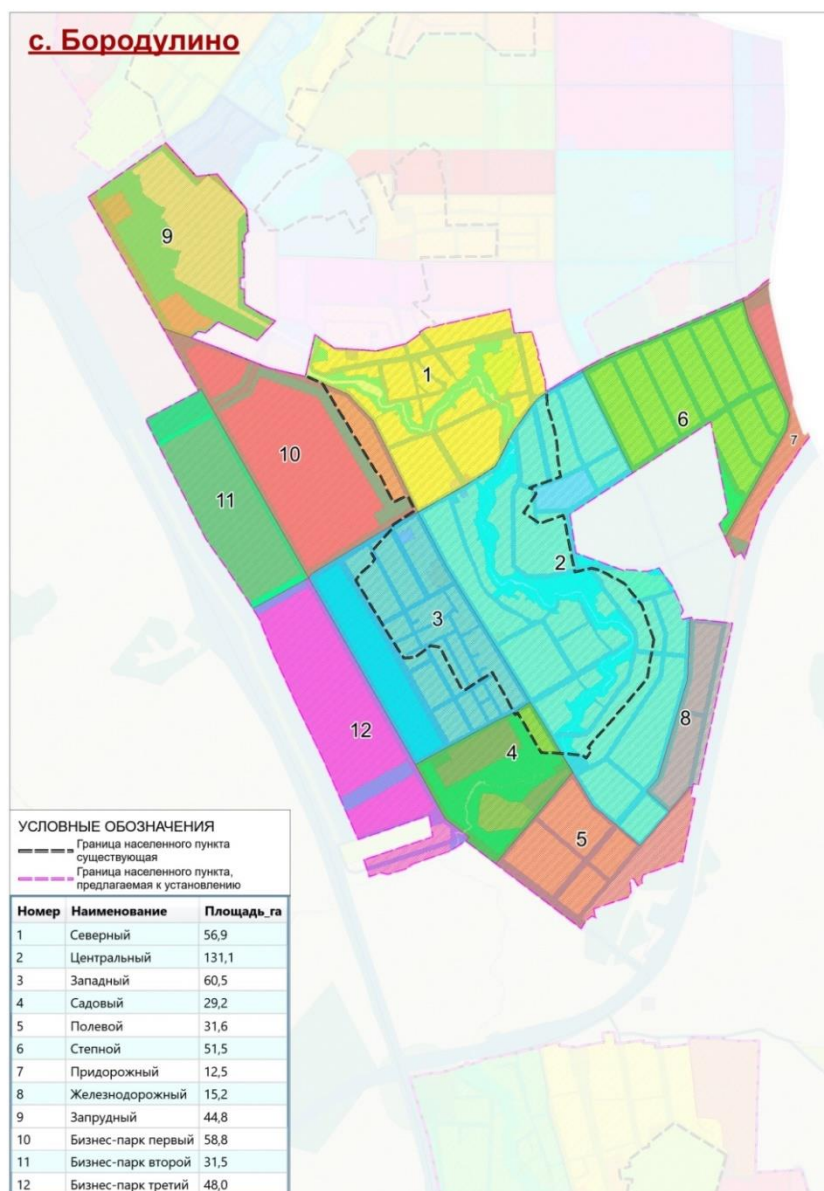 с. Бородулино
9
1
6
7
10
11
2
3
8
12
4
5
УСЛОВНЫЕ ОБОЗНАЧЕНИЯ
Граница населенного пункта
существующая
Граница населенного пункта,
предлагаемая к установлению
Номер Наименование Площадь_га
1 Северный 56,9
2 Центральный 131,1
3 Западный 60,5
4 Садовый 29,2
5 Полевой 31,6
6 Степной 51,5
7 Придорожный 12,5
8 Железнодорожный 15,2
9 Запрудный 44,8
10 Бизнес-парк первый 58,8
11 Бизнес-парк второй 31,5
12 Бизнес-парк третий 48,0